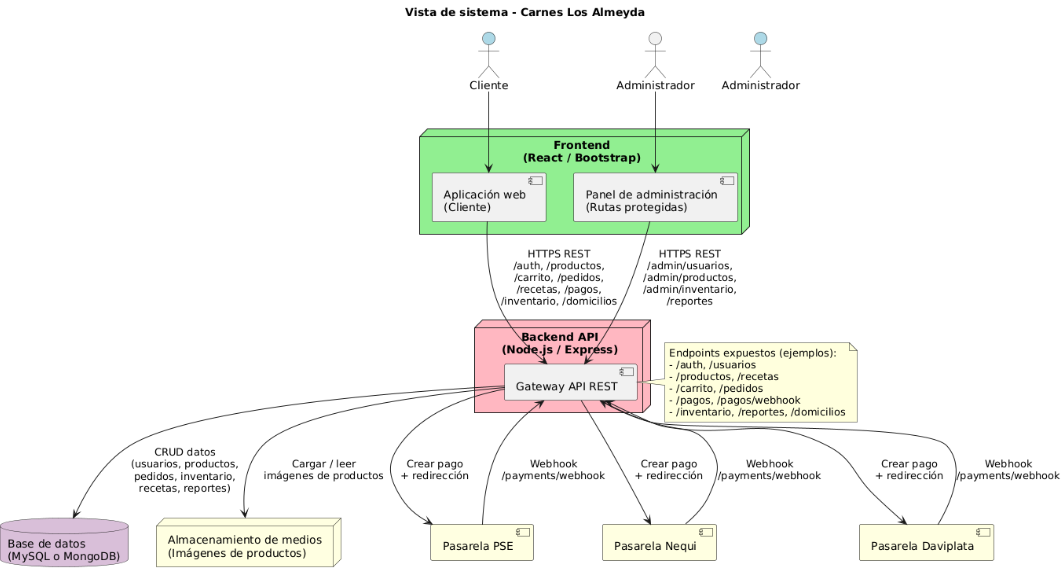 Vista de sistema - Carnes Los Almeyda
Cliente
Administrador
Administrador
Frontend
(React / Bootstrap)
Aplicación web
(Cliente)
Panel de administración
(Rutas protegidas)
HTTPS REST
/auth, /productos,
/carrito, /pedidos,
/recetas, /pagos,
/inventario, /domicilios
HTTPS REST
/admin/usuarios,
/admin/productos,
/admin/inventario,
/reportes
Backend API
(Node.js / Express)
Gateway API REST
Endpoints expuestos (ejemplos):
- /auth, /usuarios
- /productos, /recetas
- /carrito, /pedidos
- /pagos, /pagos/webhook
- /inventario, /reportes, /domicilios
CRUD datos
(usuarios, productos,
pedidos, inventario,
recetas, reportes)
Cargar / leer
imágenes de productos
Crear pago
+ redirección
Webhook
/payments/webhook
Crear pago
+ redirección
Webhook
/payments/webhook
Crear pago
+ redirección
Webhook
/payments/webhook
Base de datos
(MySQL o MongoDB)
Almacenamiento de medios
(Imágenes de productos)
Pasarela PSE
Pasarela Nequi
Pasarela Daviplata